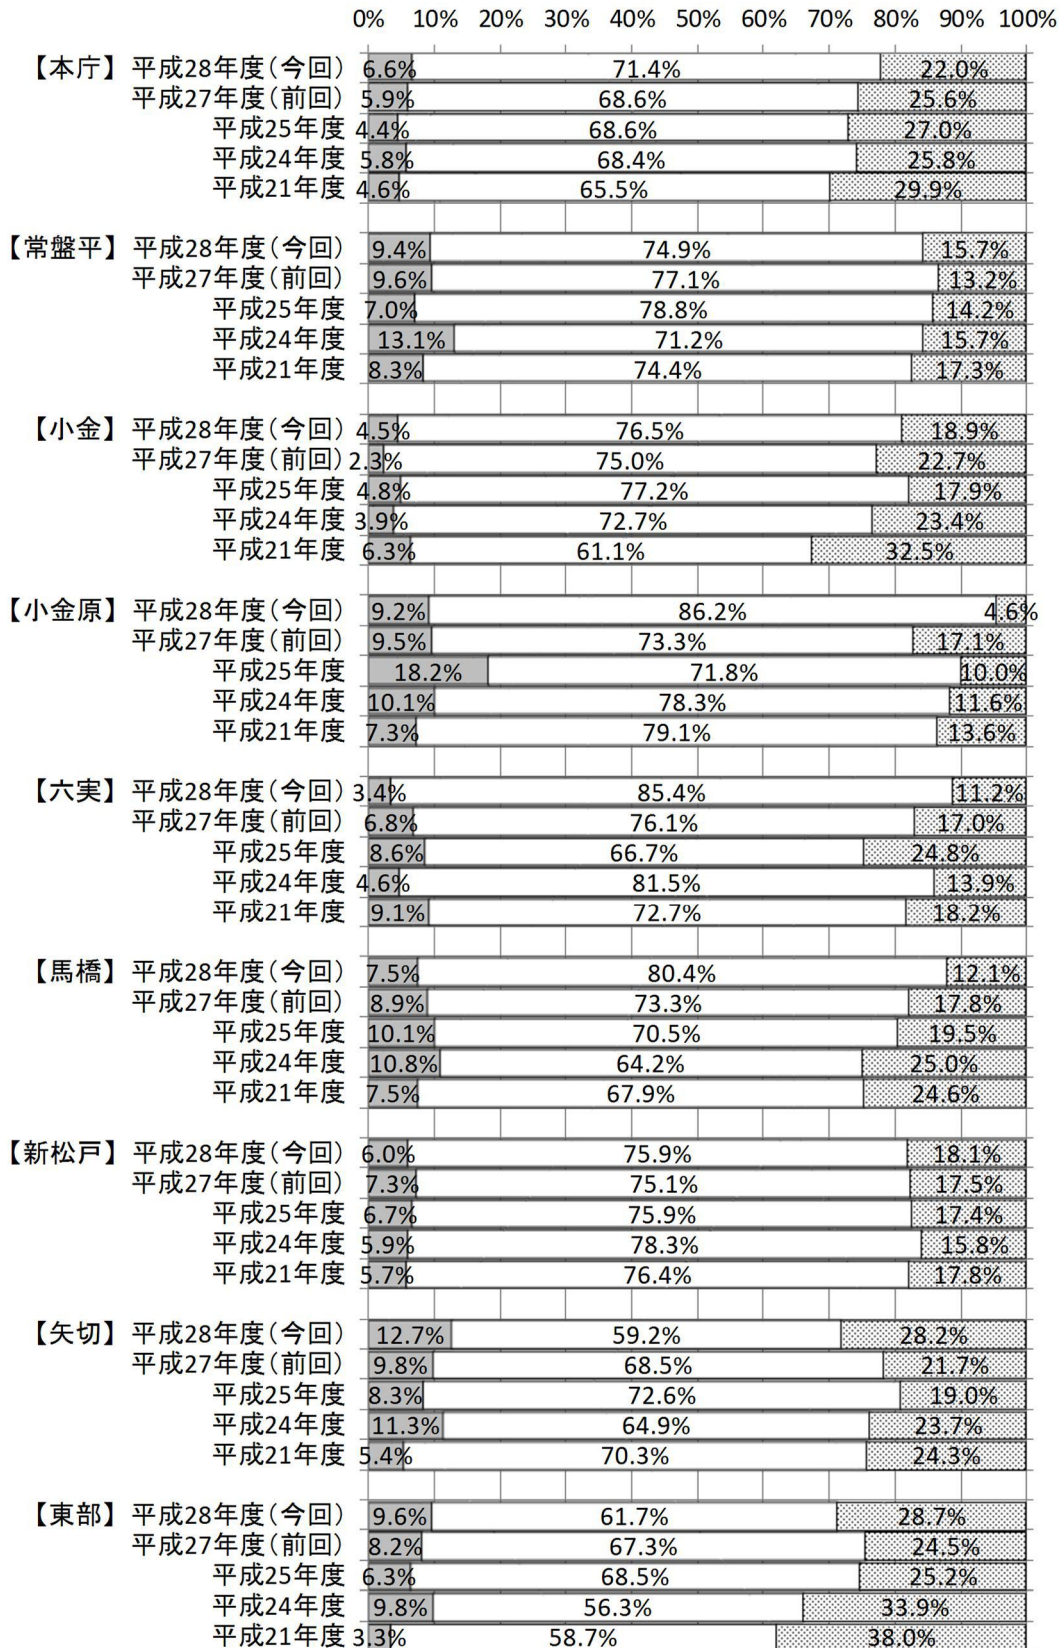 0% 10% 20% 30% 40% 50% 60% 70% 80% 90% 100%
【本庁】平成28年度(今回) 6.6% 71.4% 22.0%
平成27年度(前回) 5.9% 68.6% 25.6%
平成25年度 4.4% 68.6% 27.0%
平成24年度 5.8% 68.4% 25.8%
平成21年度 4.6% 65.5% 29.9%
【常盤平】平成28年度(今回) 9.4% 74.9% 15.7%
平成27年度(前回) 9.6% 77.1% 13.2%
平成25年度 7.0% 78.8% 14.2%
平成24年度 13.1% 71.2% 15.7%
平成21年度 8.3% 74.4% 17.3%
【小金】平成28年度(今回) 4.5% 76.5% 18.9%
平成27年度(前回) 2.3% 75.0% 22.7%
平成25年度 4.8% 77.2% 17.9%
平成24年度 3.9% 72.7% 23.4%
平成21年度 6.3% 61.1% 32.5%
【小金原】平成28年度(今回) 9.2% 86.2% 4.6%
平成27年度(前回) 9.5% 73.3% 17.1%
平成25年度 18.2% 71.8% 10.0%
平成24年度 10.1% 78.3% 11.6%
平成21年度 7.3% 79.1% 13.6%
【六実】平成28年度(今回) 3.4% 85.4% 11.2%
平成27年度(前回) 6.8% 76.1% 17.0%
平成25年度 8.6% 66.7% 24.8%
平成24年度 4.6% 81.5% 13.9%
平成21年度 9.1% 72.7% 18.2%
【馬橋】平成28年度(今回) 7.5% 80.4% 12.1%
平成27年度(前回) 8.9% 73.3% 17.8%
平成25年度 10.1% 70.5% 19.5%
平成24年度 10.8% 64.2% 25.0%
平成21年度 7.5% 67.9% 24.6%
【新松戸】平成28年度(今回) 6.0% 75.9% 18.1%
平成27年度(前回) 7.3% 75.1% 17.5%
平成25年度 6.7% 75.9% 17.4%
平成24年度 5.9% 78.3% 15.8%
平成21年度 5.7% 76.4% 17.8%
【矢切】平成28年度(今回) 12.7% 59.2% 28.2%
平成27年度(前回) 9.8% 68.5% 21.7%
平成25年度 8.3% 72.6% 19.0%
平成24年度 11.3% 64.9% 23.7%
平成21年度 5.4% 70.3% 24.3%
【東部】平成28年度(今回) 9.6% 61.7% 28.7%
平成27年度(前回) 8.2% 67.3% 24.5%
平成25年度 6.3% 68.5% 25.2%
平成24年度 9.8% 56.3% 33.9%
平成21年度 3.3% 58.7% 38.0%